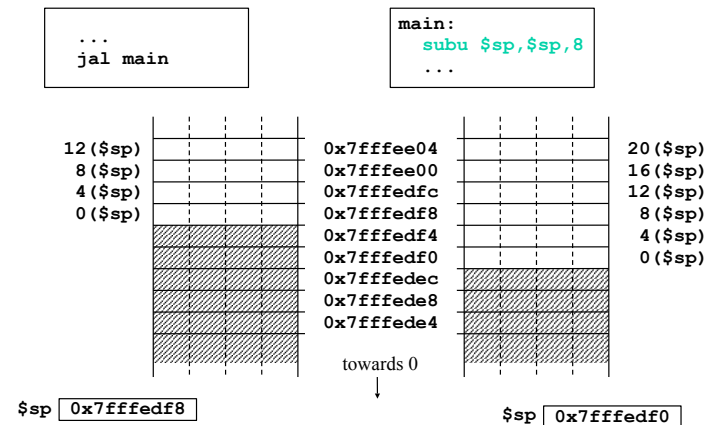 ...
jal main
main:
subu $sp,$sp,8
...
12($sp)
8($sp)
4($sp)
0($sp)
0x7fffee04
0x7fffee00
0x7fffedfc
0x7fffedf8
0x7fffedf4
0x7fffedf0
0x7fffedec
0x7fffede8
0x7fffede4
20($sp)
16($sp)
12($sp)
8($sp)
4($sp)
0($sp)
towards 0
$sp 0x7fffedf8
$sp 0x7fffedf0